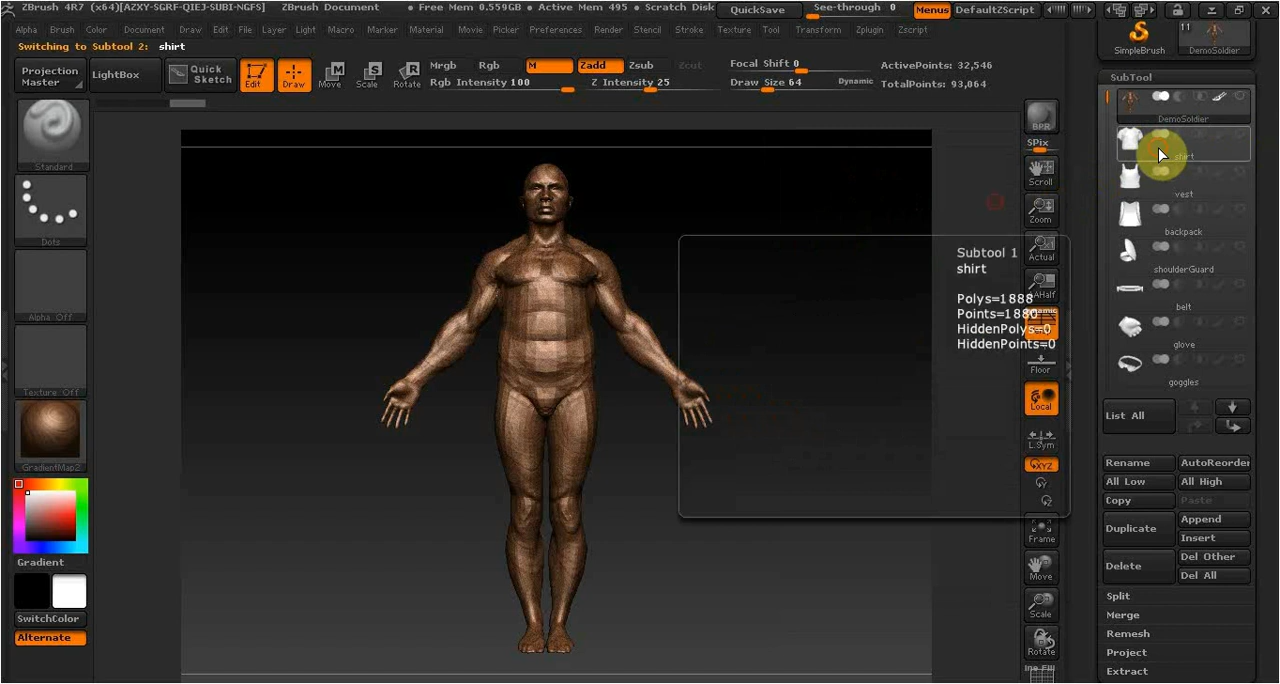 ZBrush 4R7 (x64)[AZXY-SGRF-QIEJ-SUBI-NGFS] ZBrush Document • Free Mem 0.559GB • Active Mem 495 • Scratch Disk QuickSave See-through 0 Menus DefaultZScript
Alpha Brush Color Document Draw Edit File Layer Light Macro Marker Material Movie Picker Preferences Render Stencil Stroke Texture Tool Transform Zplugin Zscript
Switching to Subtool 2: shirt
Projection Master
LightBox
Quick Sketch
Edit
Draw
Move
Scale
Rotate
Mrgb Rgb M Zadd Zsub Zcut
Rgb Intensity 100 Z Intensity 25
Focal Shift 0
Draw Size 64 Dynamic
ActivePoints: 32,546
TotalPoints: 93,064
Standard
Dots
Alpha Off
Texture Off
GradientMap2
Gradient
SwitchColor
Alternate
Subtool 1
shirt
Polys=1888
Points=1880
HiddenPolys=0
HiddenPoints=0
BPR
SPix
Scroll
Zoom
Actual
AAHalf
Floor
Local
L.Sym
XYZ
Frame
Move
Scale
Rotate
SimpleBrush
11
DemoSoldier
SubTool
DemoSoldier
shirt
vest
backpack
shoulderGuard
belt
glove
goggles
List All
Rename AutoReorder
All Low All High
Copy Paste
Duplicate Append
Insert
Delete Del Other
Del All
Split
Merge
Remesh
Project
Extract